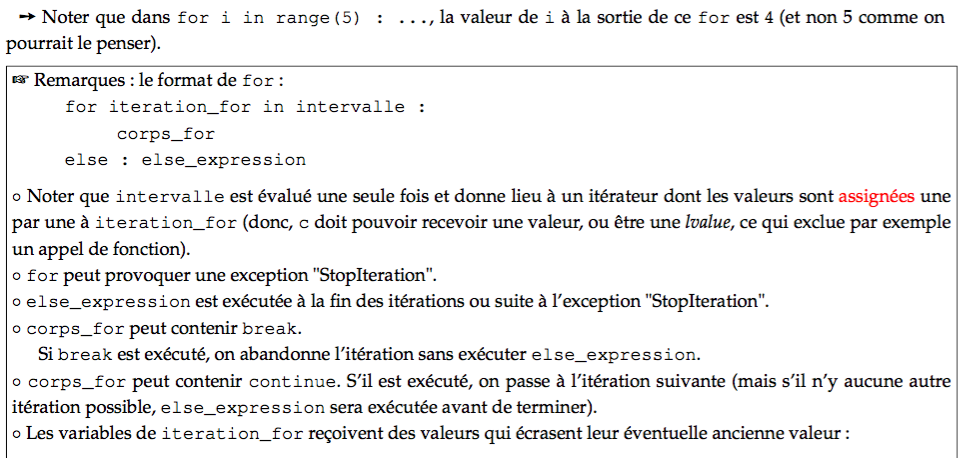 ➙ Noter que dans for i in range(5) : ..., la valeur de i à la sortie de ce for est 4 (et non 5 comme on
pourrait le penser).
☞ Remarques : le format de for :
for iteration_for in intervalle :
corps_for
else : else_expression
◦ Noter que intervalle est évalué une seule fois et donne lieu à un itérateur dont les valeurs sont assignées une
par une à iteration_for (donc, c doit pouvoir recevoir une valeur, ou être une lvalue, ce qui exclue par exemple
un appel de fonction).
◦ for peut provoquer une exception "StopIteration".
◦ else_expression est exécutée à la fin des itérations ou suite à l'exception "StopIteration".
◦ corps_for peut contenir break.
Si break est exécuté, on abandonne l'itération sans exécuter else_expression.
◦ corps_for peut contenir continue. S'il est exécuté, on passe à l'itération suivante (mais s'il n'y aucune autre
itération possible, else_expression sera exécutée avant de terminer).
◦ Les variables de iteration_for reçoivent des valeurs qui écrasent leur éventuelle ancienne valeur :